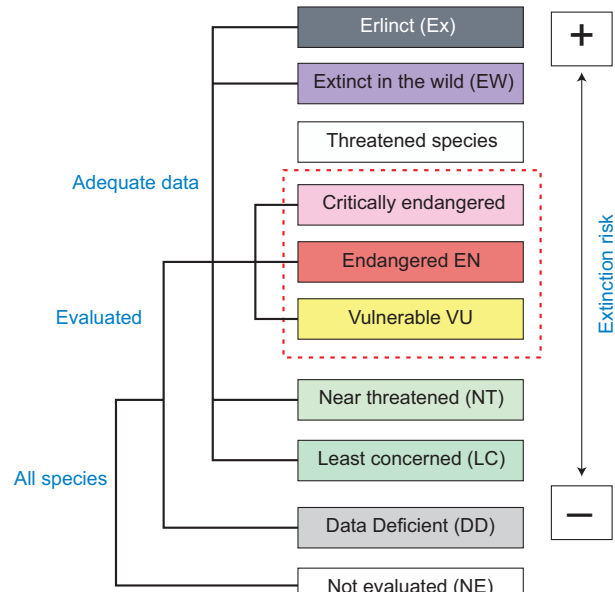 Erlinct (Ex)
+
Extinct in the wild (EW)
Threatened species
Adequate data
Critically endangered
Endangered EN
Extinction risk
Evaluated
Vulnerable VU
Near threatened (NT)
Least concerned (LC)
All species
–
Data Deficient (DD)
Not evaluated (NE)